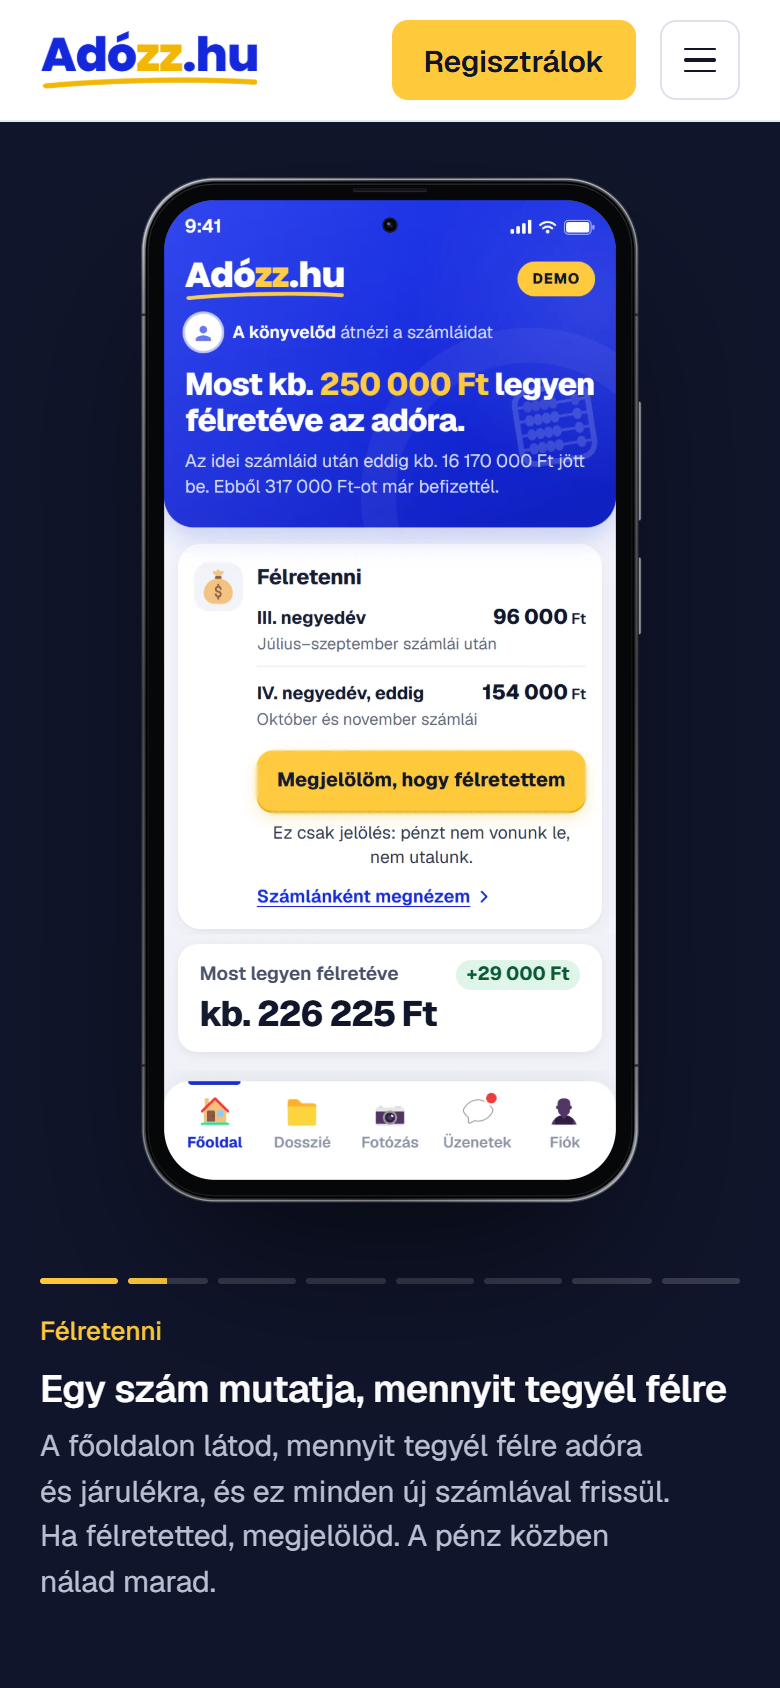 Adózz.hu
Regisztrálok
9:41
Adózz.hu
DEMO
A könyvelőd átnézi a számláidat
Most kb. 250 000 Ft legyen
félretéve az adóra.
Az idei számláid után eddig kb. 16 170 000 Ft jött
be. Ebből 317 000 Ft-ot már befizettél.
Félretenni
III. negyedév 96 000 Ft
Július–szeptember számlái után
IV. negyedév, eddig 154 000 Ft
Október és november számlái
Megjelölöm, hogy félretettem
Ez csak jelölés: pénzt nem vonunk le,
nem utalunk.
Számlánként megnézem
Most legyen félretéve +29 000 Ft
kb. 226 225 Ft
Főoldal Dosszié Fotózás Üzenetek Fiók
Félretenni
Egy szám mutatja, mennyit tegyél félre
A főoldalon látod, mennyit tegyél félre adóra
és járulékra, és ez minden új számlával frissül.
Ha félretetted, megjelölöd. A pénz közben
nálad marad.